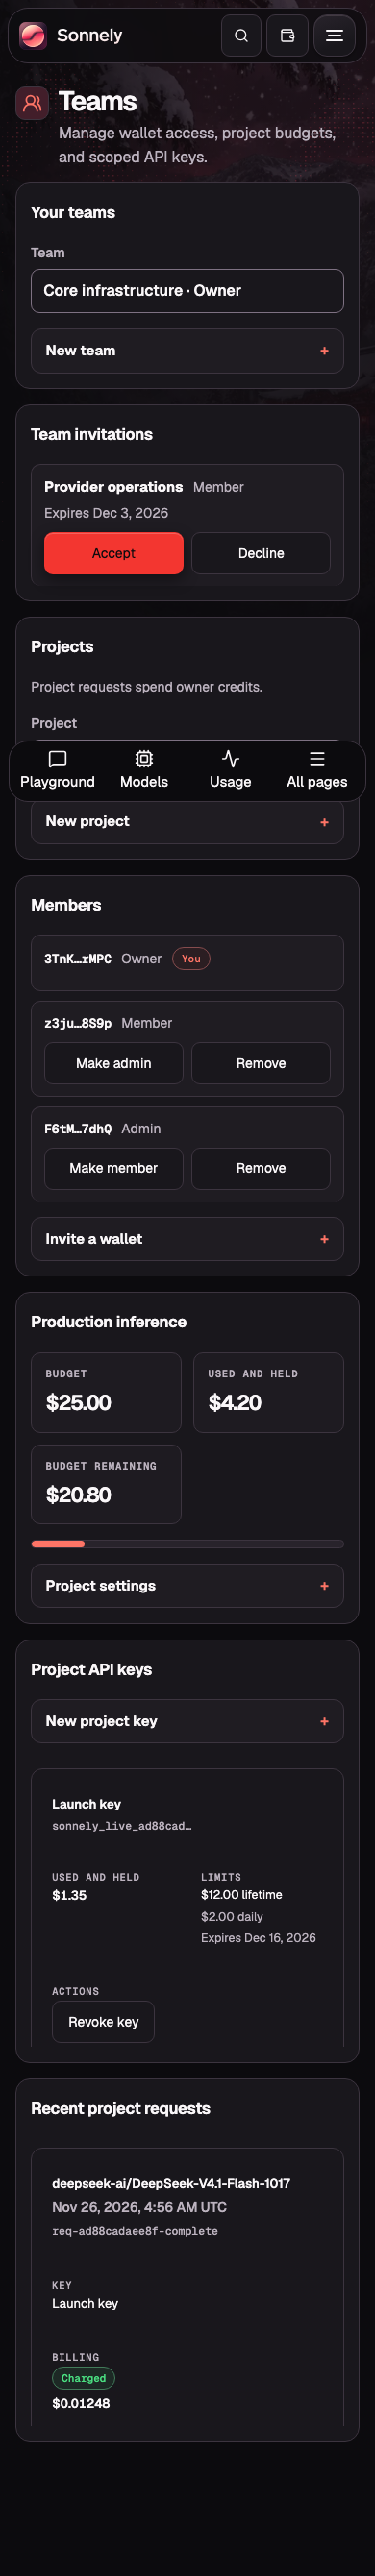 Sonnely
Teams
Manage wallet access, project budgets,
and scoped API keys.
Your teams
Team
Core infrastructure · Owner
New team +
Team invitations
Provider operations Member
Expires Dec 3, 2026
Accept Decline
Projects
Project requests spend owner credits.
Project
Playground Models Usage All pages
New project +
Members
3TnK…rMPC Owner You
z3ju…8S9p Member
Make admin Remove
F6tM…7dhQ Admin
Make member Remove
Invite a wallet +
Production inference
BUDGET USED AND HELD
$25.00 $4.20
BUDGET REMAINING
$20.80
Project settings +
Project API keys
New project key +
Launch key
sonnely_live_ad88cad…
USED AND HELD LIMITS
$1.35 $12.00 lifetime
$2.00 daily
Expires Dec 16, 2026
ACTIONS
Revoke key
Recent project requests
deepseek-ai/DeepSeek-V4.1-Flash-1017
Nov 26, 2026, 4:56 AM UTC
req-ad88cadaee8f-complete
KEY
Launch key
BILLING
Charged
$0.01248